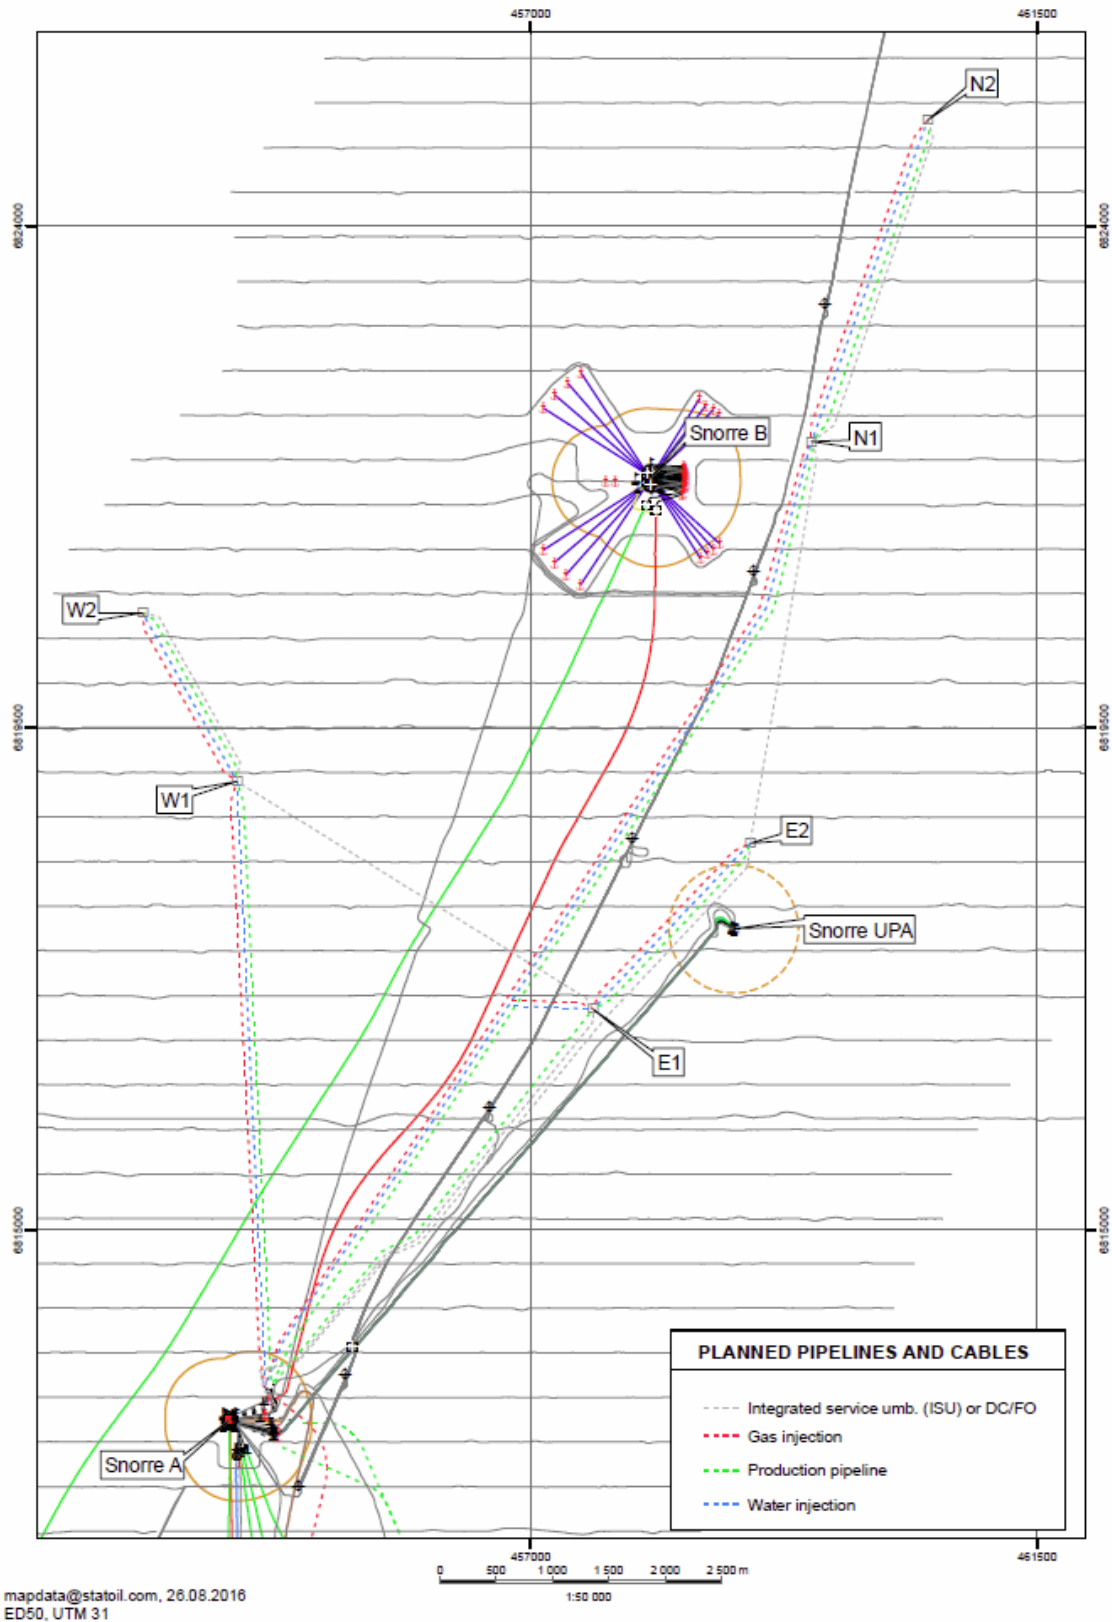 457000 461500
N2
6824000 6824000
N1
Snorre B
W2
6819500 6819500
W1
E2
Snorre UPA
E1
6815000 6815000
Snorre A
PLANNED PIPELINES AND CABLES
Integrated service umb. (ISU) or DC/FO
Gas injection
Production pipeline
Water injection
457000 461500
0 500 1 000 1 500 2 000 2 500 m
1:50 000
mapdata@statoil.com, 26.08.2016
ED50, UTM 31